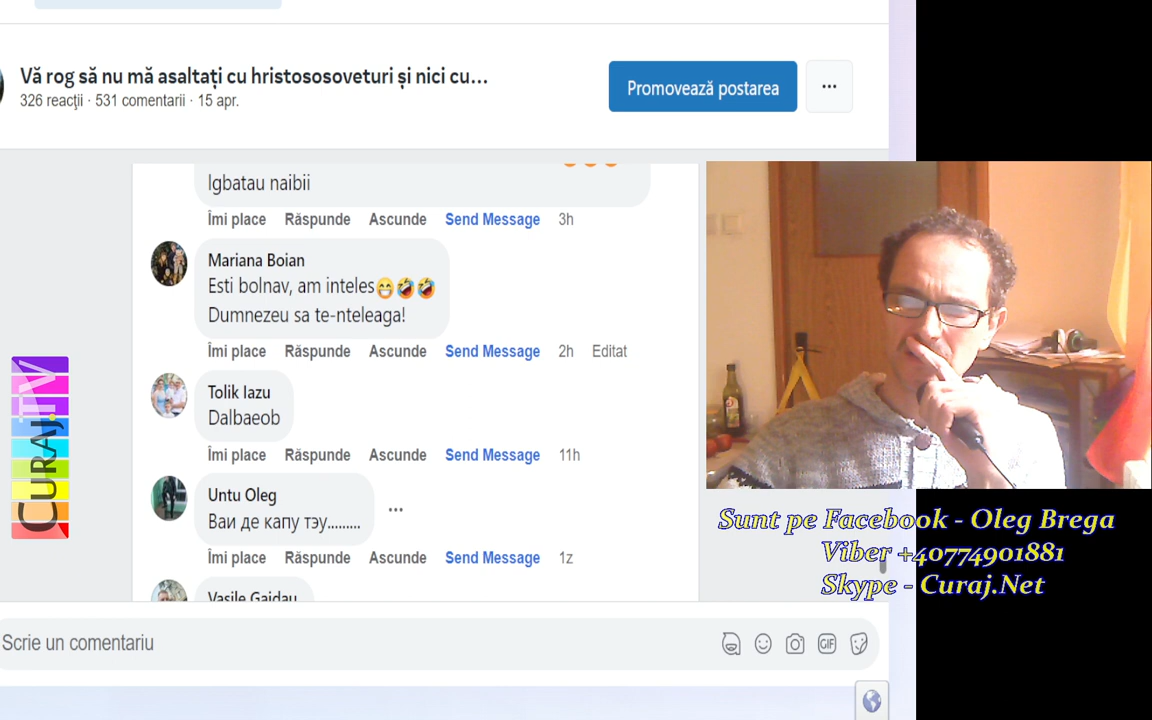 Vă rog să nu mă asaltați cu hristososoveturi și nici cu...
326 reacții · 531 comentarii · 15 apr.
Promovează postarea
Igbatau naibii
Îmi place Răspunde Ascunde Send Message 3h
Mariana Boian
Esti bolnav, am inteles😁🤣🤣
Dumnezeu sa te-nteleaga!
Îmi place Răspunde Ascunde Send Message 2h Editat
Tolik Iazu
Dalbaeob
Îmi place Răspunde Ascunde Send Message 11h
Untu Oleg
Ваи де капу тэу.........
Îmi place Răspunde Ascunde Send Message 1z
Vasile Gaidau
Scrie un comentariu
GIF
CURAJ.TV
Sunt pe Facebook - Oleg Brega
Viber +40774901881
Skype - Curaj.Net